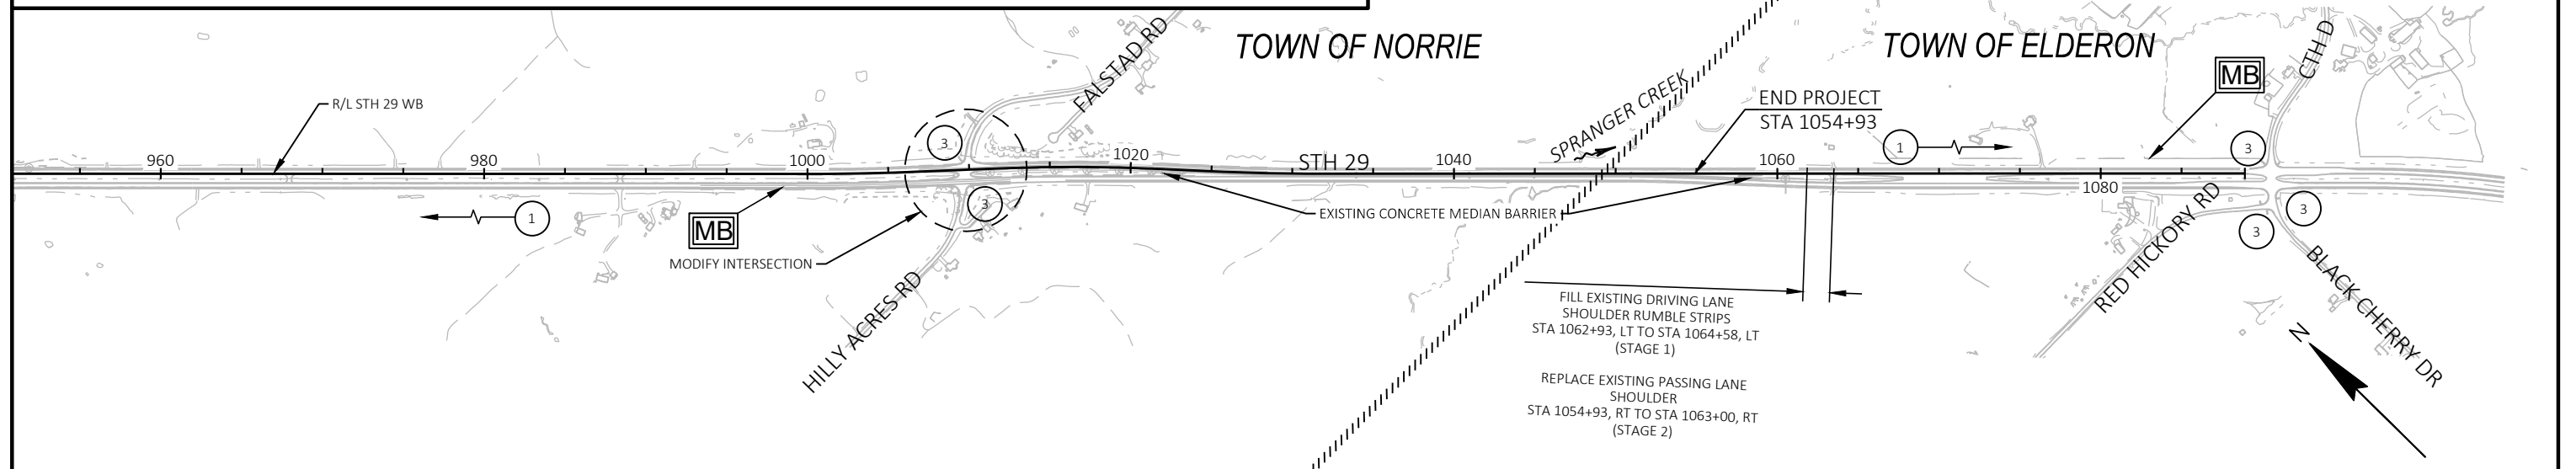 TOWN OF NORRIE
TOWN OF ELDERON
FALSTAD RD
CTH D
MB
R/L STH 29 WB
END PROJECT
STA 1054+93
SPRANGER CREEK
3
1
3
960
980
1000
1020
STH 29
1040
1060
1080
1
MB
3
EXISTING CONCRETE MEDIAN BARRIER
3
3
MODIFY INTERSECTION
HILLY ACRES RD
RED HICKORY RD
BLACK CHERRY DR
FILL EXISTING DRIVING LANE
SHOULDER RUMBLE STRIPS
STA 1062+93, LT TO STA 1064+58, LT
(STAGE 1)
N
REPLACE EXISTING PASSING LANE
SHOULDER
STA 1054+93, RT TO STA 1063+00, RT
(STAGE 2)